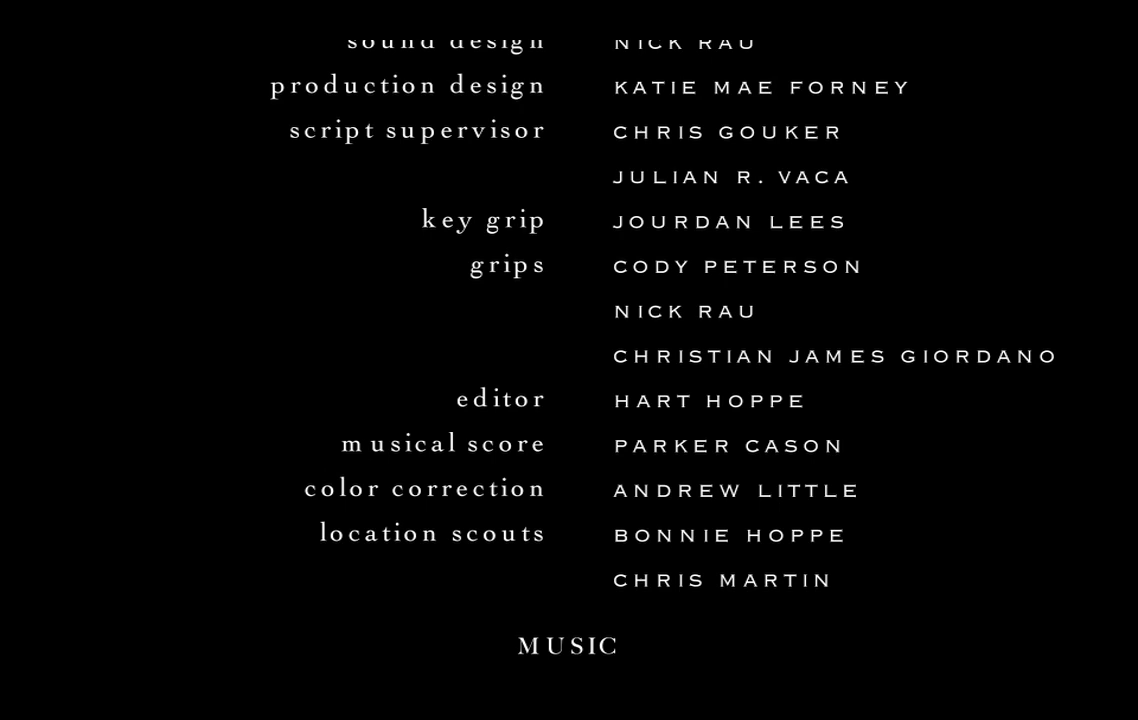 sound design NICK RAU
production design KATIE MAE FORNEY
script supervisor CHRIS GOUKER
JULIAN R. VACA
key grip JOURDAN LEES
grips CODY PETERSON
NICK RAU
CHRISTIAN JAMES GIORDANO
editor HART HOPPE
musical score PARKER CASON
color correction ANDREW LITTLE
location scouts BONNIE HOPPE
CHRIS MARTIN
MUSIC